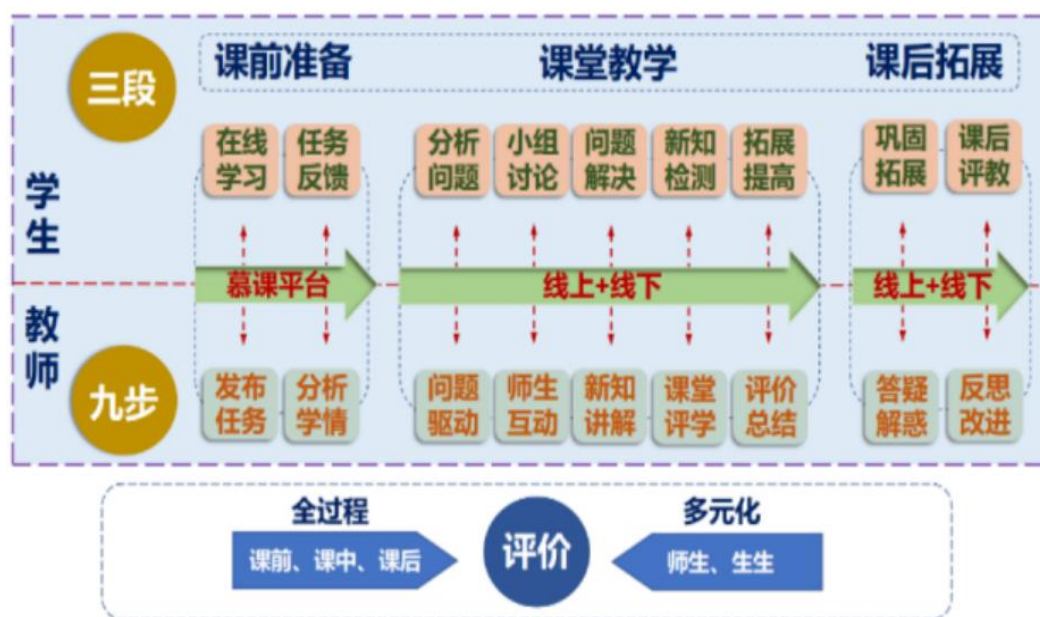 三段
课前准备 课堂教学 课后拓展
在线 任务 分析 小组 问题 新知 拓展 巩固 课后
学习 反馈 问题 讨论 解决 检测 提高 拓展 评教
学生
慕课平台 线上+线下 线上+线下
教师
九步
发布 分析 问题 师生 新知 课堂 评价 答疑 反思
任务 学情 驱动 互动 讲解 评学 总结 解惑 改进
全过程 多元化
课前、课中、课后 评价 师生、生生